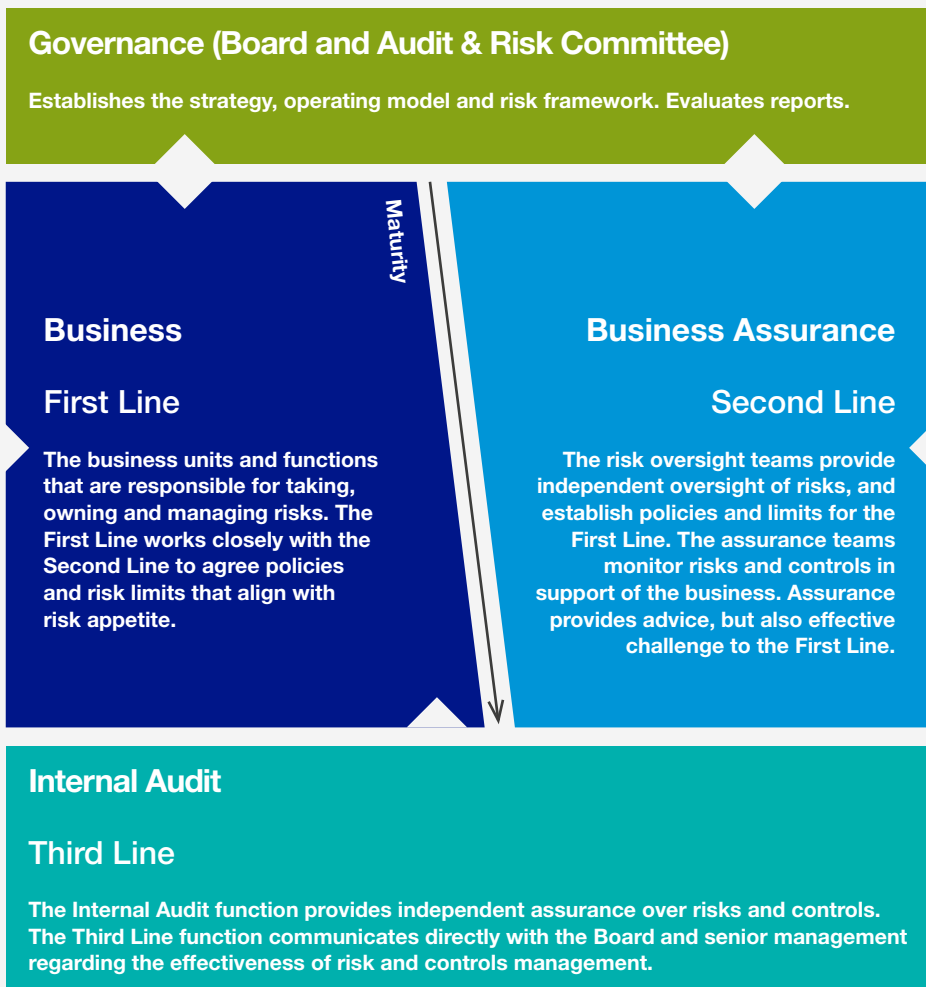 Governance (Board and Audit & Risk Committee)
Establishes the strategy, operating model and risk framework. Evaluates reports.
Maturity
Business
First Line
The business units and functions
that are responsible for taking,
owning and managing risks. The
First Line works closely with the
Second Line to agree policies
and risk limits that align with
risk appetite.
Business Assurance
Second Line
The risk oversight teams provide
independent oversight of risks, and
establish policies and limits for the
First Line. The assurance teams
monitor risks and controls in
support of the business. Assurance
provides advice, but also effective
challenge to the First Line.
Internal Audit
Third Line
The Internal Audit function provides independent assurance over risks and controls.
The Third Line function communicates directly with the Board and senior management
regarding the effectiveness of risk and controls management.